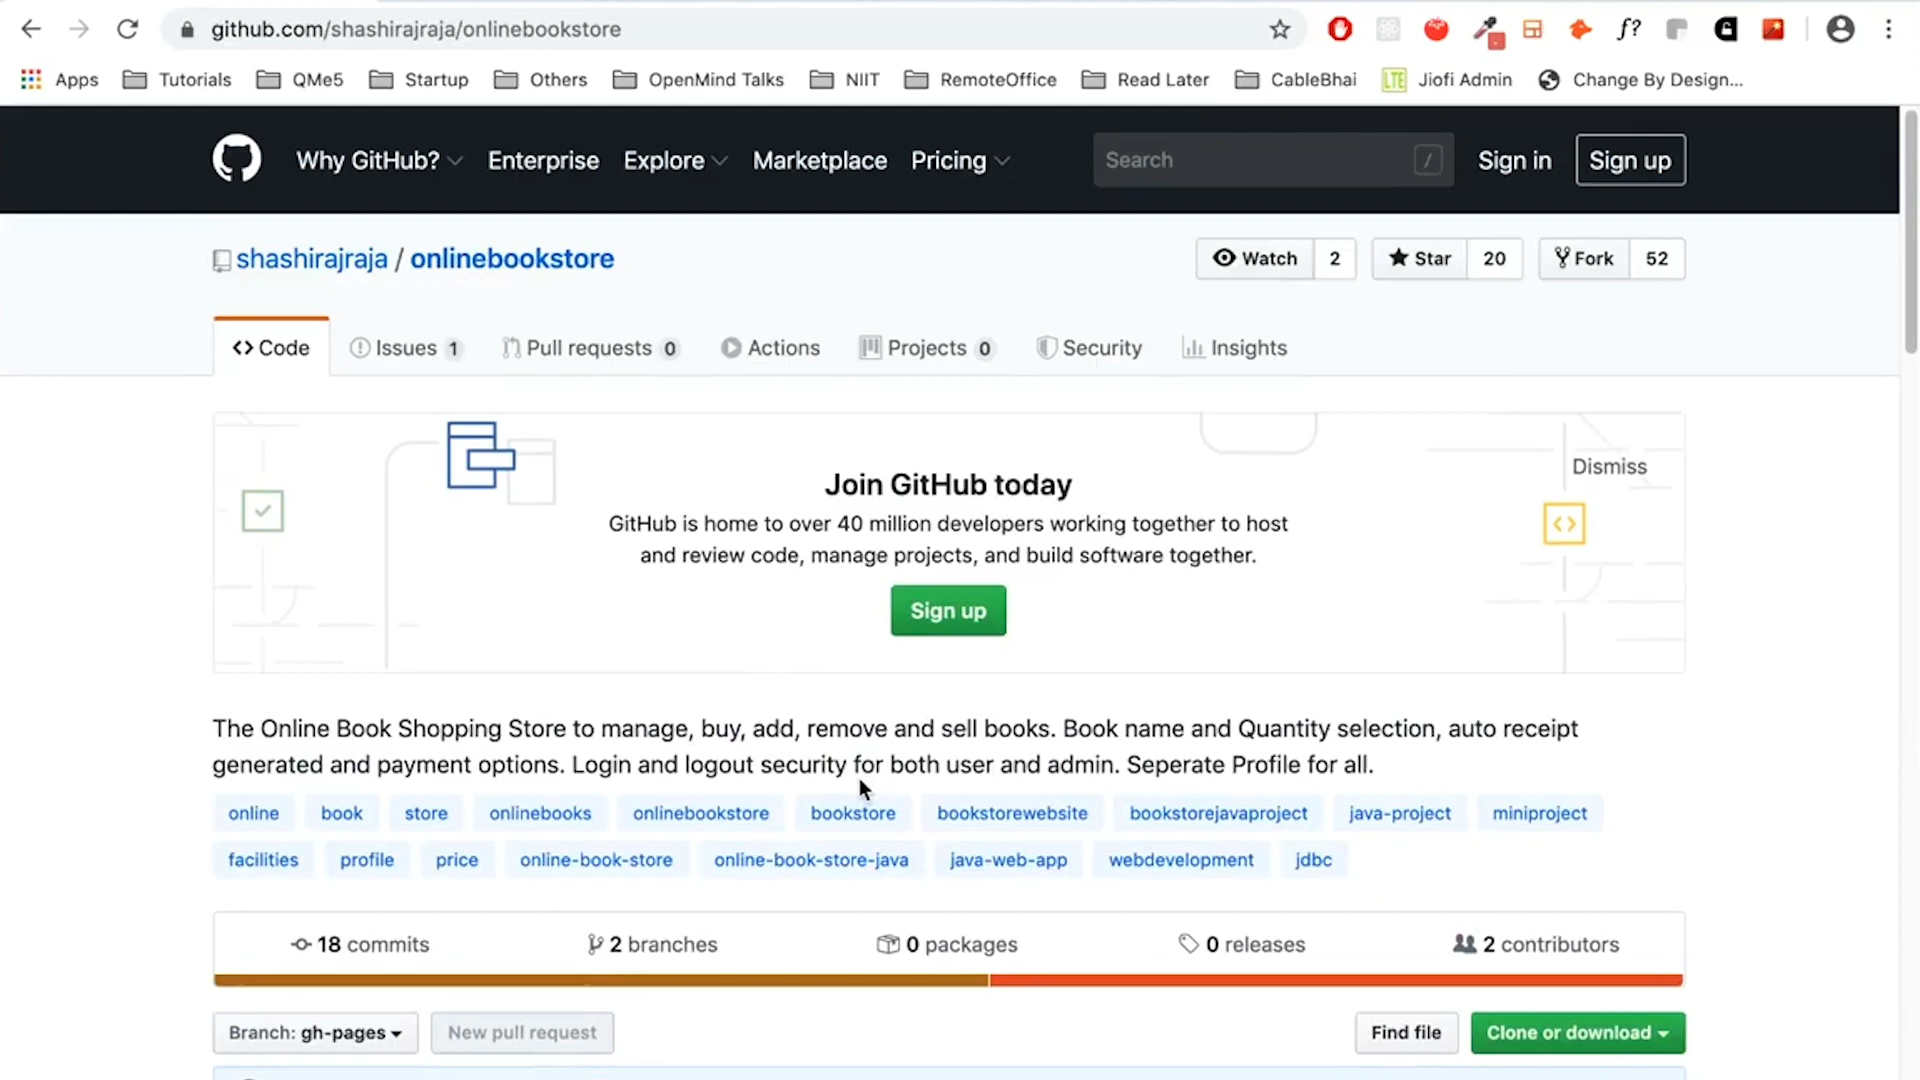 github.com/shashirajraja/onlinebookstore
f?
Apps Tutorials QMe5 Startup Others OpenMind Talks NIIT RemoteOffice Read Later CableBhai LTE Jiofi Admin Change By Design...
Why GitHub? Enterprise Explore Marketplace Pricing Search / Sign in Sign up
shashirajraja / onlinebookstore
Watch 2 Star 20 Fork 52
<> Code Issues 1 Pull requests 0 Actions Projects 0 Security Insights
Dismiss
Join GitHub today
GitHub is home to over 40 million developers working together to host
and review code, manage projects, and build software together.
Sign up
The Online Book Shopping Store to manage, buy, add, remove and sell books. Book name and Quantity selection, auto receipt
generated and payment options. Login and logout security for both user and admin. Seperate Profile for all.
online book store onlinebooks onlinebookstore bookstore bookstorewebsite bookstorejavaproject java-project miniproject
facilities profile price online-book-store online-book-store-java java-web-app webdevelopment jdbc
18 commits 2 branches 0 packages 0 releases 2 contributors
Branch: gh-pages New pull request Find file Clone or download